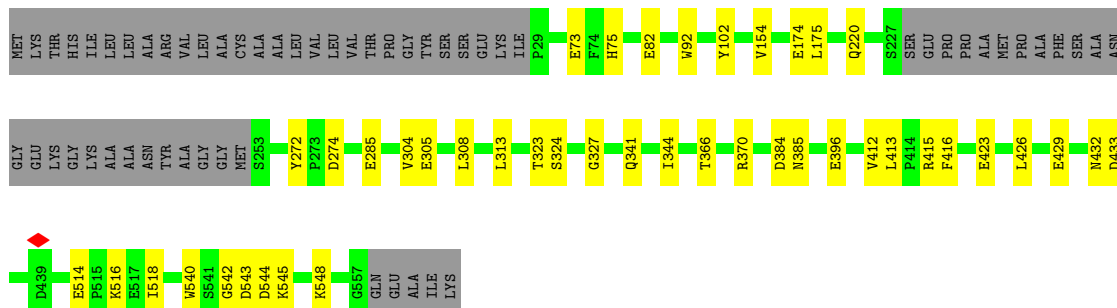 MET LYS THR HIS ILE LEU LEU ALA ARG VAL LEU ALA CYS ALA ALA LEU VAL LEU VAL THR PRO GLY TYR SER SER GLU LYS ILE P29 E73 F74 H75 E82 W92 Y102 V154 E174 L175 Q220 S227 SER GLU PRO PRO ALA MET PRO ALA PHE SER ALA ASN
GLY GLU LYS GLY LYS ALA ALA ASN TYR ALA GLY GLY MET S253 Y272 P273 D274 E285 V304 E305 L308 L313 T323 S324 G327 Q341 I344 T366 R370 D384 N385 E396 V412 L413 P414 R415 F416 E423 L426 E429 N432 D433
D439 E514 P515 K516 E517 I518 W540 S541 G542 D543 D544 K545 K548 G557 GLN GLU ALA ILE LYS